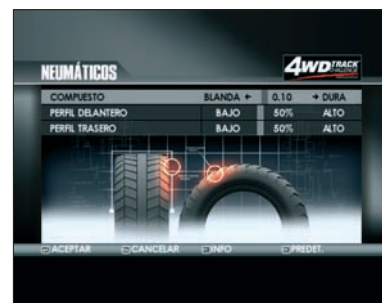 4WD TRACK
CHALLENGE
NEUMÁTICOS
COMPUESTO BLANDA ← 0.10 → DURA
PERFIL DELANTERO BAJO 50% ALTO
PERFIL TRASERO BAJO 50% ALTO
ACEPTAR CANCELAR INFO PREDET.